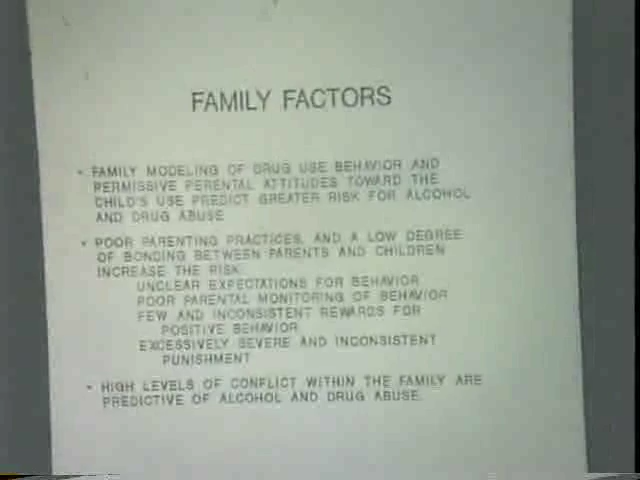 FAMILY FACTORS
• FAMILY MODELING OF DRUG USE BEHAVIOR AND
PERMISSIVE PERENTAL ATTITUDES TOWARD THE
CHILD'S USE PREDICT GREATER RISK FOR ALCOHOL
AND DRUG ABUSE
• POOR PARENTING PRACTICES, AND A LOW DEGREE
OF BONDING BETWEEN PARENTS AND CHILDREN
INCREASE THE RISK:
UNCLEAR EXPECTATIONS FOR BEHAVIOR
POOR PARENTAL MONITORING OF BEHAVIOR
FEW AND INCONSISTENT REWARDS FOR
POSITIVE BEHAVIOR
EXCESSIVELY SEVERE AND INCONSISTENT
PUNISHMENT
• HIGH LEVELS OF CONFLICT WITHIN THE FAMILY ARE
PREDICTIVE OF ALCOHOL AND DRUG ABUSE.